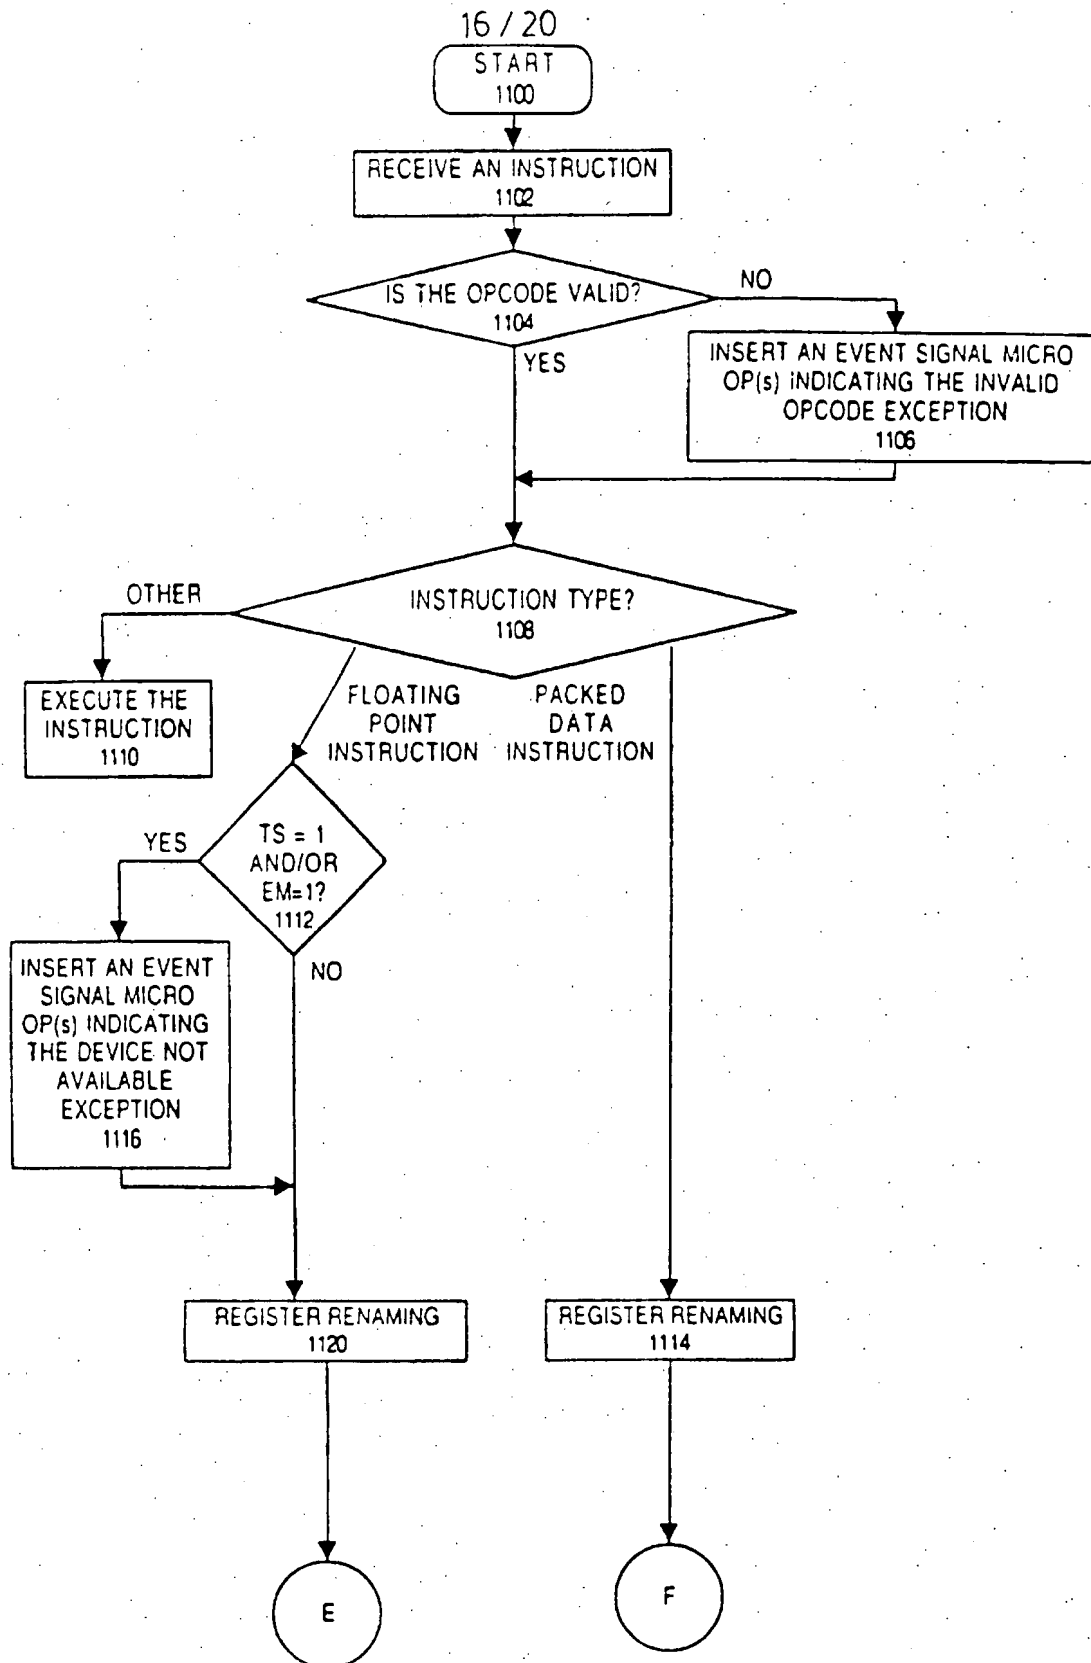 16 / 20
START
1100
RECEIVE AN INSTRUCTION
1102
IS THE OPCODE VALID?
1104
NO
YES
INSERT AN EVENT SIGNAL MICRO
OP(s) INDICATING THE INVALID
OPCODE EXCEPTION
1106
INSTRUCTION TYPE?
1108
OTHER
EXECUTE THE
INSTRUCTION
1110
FLOATING
POINT
INSTRUCTION
PACKED
DATA
INSTRUCTION
TS = 1
AND/OR
EM=1?
1112
YES
NO
INSERT AN EVENT
SIGNAL MICRO
OP(s) INDICATING
THE DEVICE NOT
AVAILABLE
EXCEPTION
1116
REGISTER RENAMING
1120
REGISTER RENAMING
1114
E
F